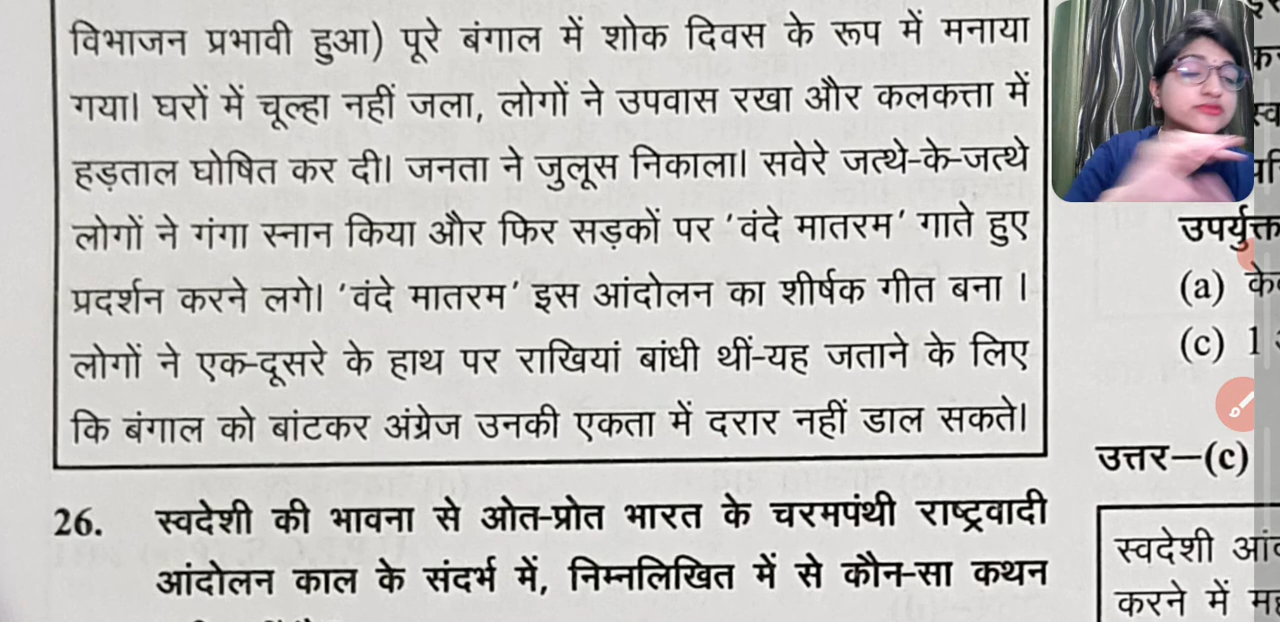 विभाजन प्रभावी हुआ) पूरे बंगाल में शोक दिवस के रूप में मनाया
गया। घरों में चूल्हा नहीं जला, लोगों ने उपवास रखा और कलकत्ता में
हड़ताल घोषित कर दी। जनता ने जुलूस निकाला। सवेरे जत्थे-के-जत्थे
लोगों ने गंगा स्नान किया और फिर सड़कों पर 'वंदे मातरम' गाते हुए
प्रदर्शन करने लगे। 'वंदे मातरम' इस आंदोलन का शीर्षक गीत बना ।
लोगों ने एक-दूसरे के हाथ पर राखियां बांधी थीं-यह जताने के लिए
कि बंगाल को बांटकर अंग्रेज उनकी एकता में दरार नहीं डाल सकते।
26. स्वदेशी की भावना से ओत-प्रोत भारत के चरमपंथी राष्ट्रवादी
आंदोलन काल के संदर्भ में, निम्नलिखित में से कौन-सा कथन
उपर्युक्त
(a)
(c) 1
उत्तर–(c)
स्वदेशी
करने में